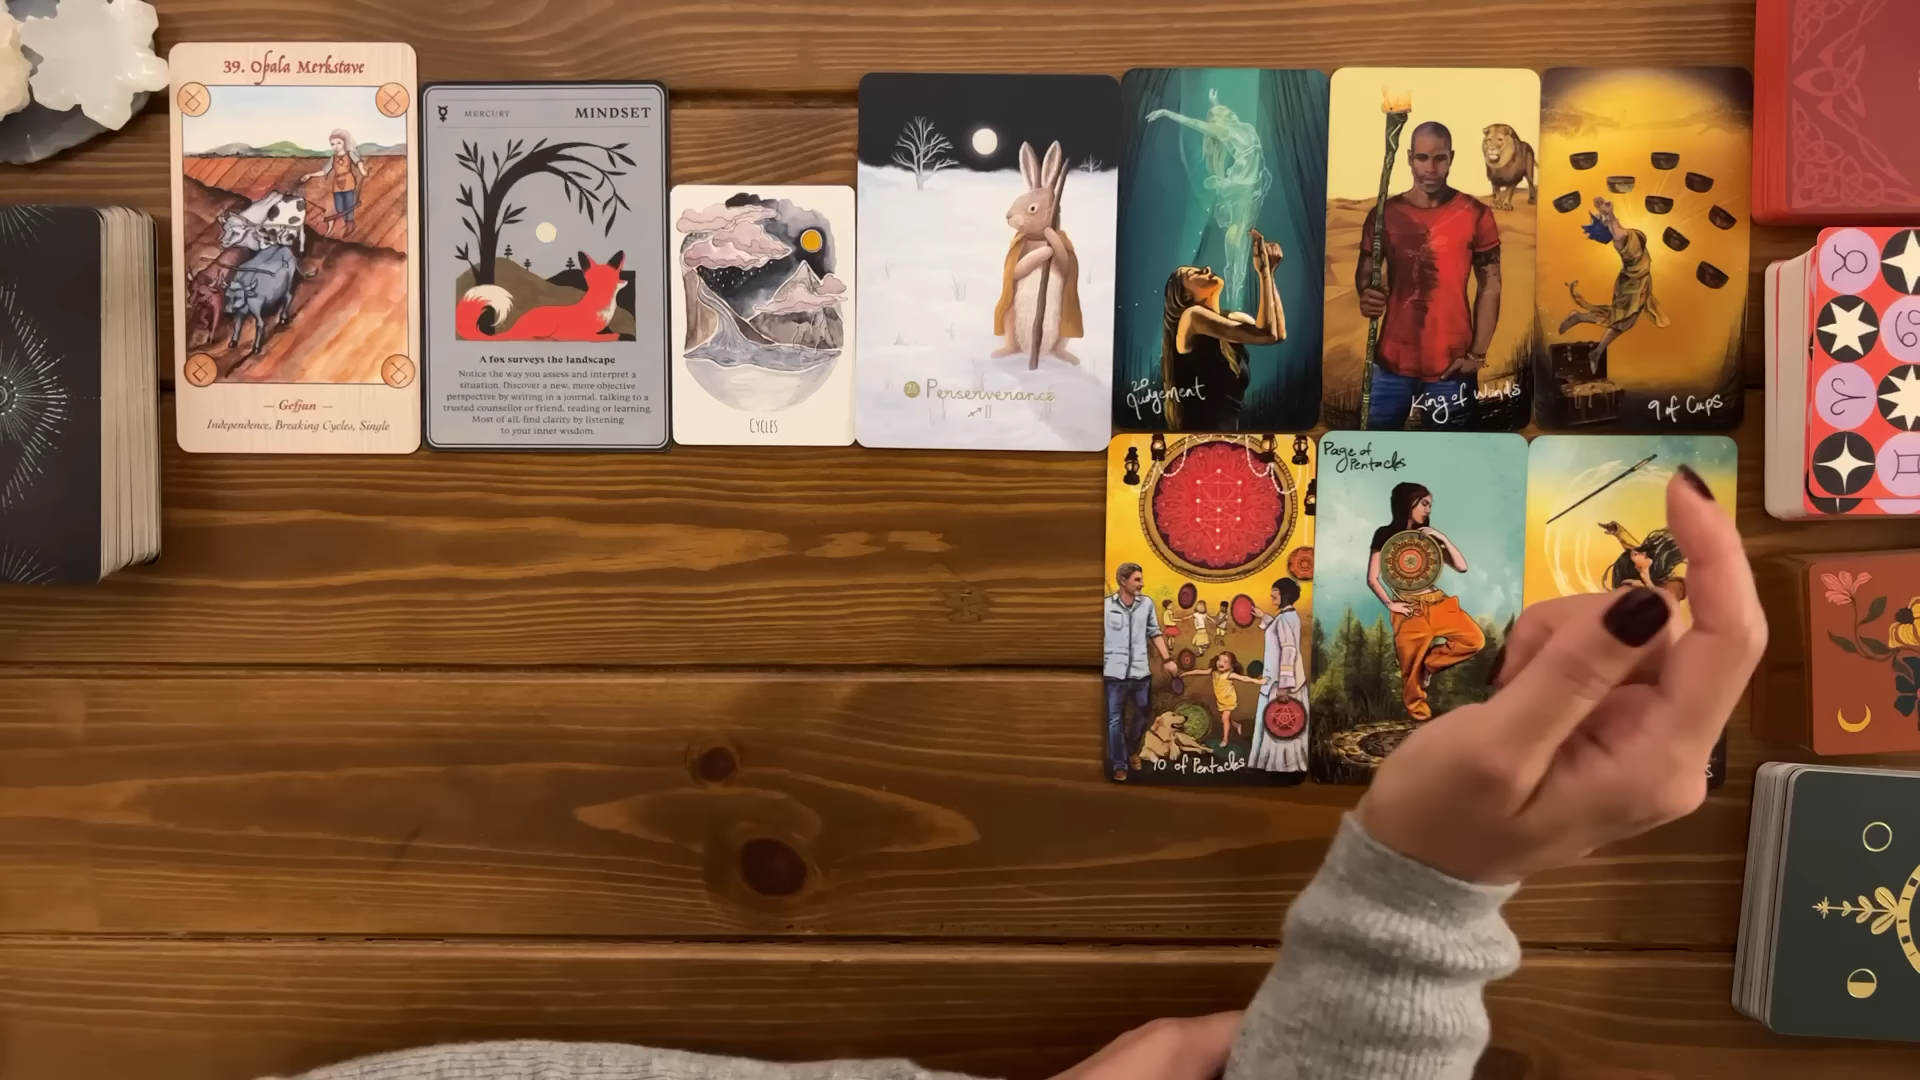 39. Opala Merkstave
— Gefjun —
Independence, Breaking Cycles, Single
MERCURY
MINDSET
A fox surveys the landscape
Notice the way you assess and interpret a
situation. Discover a new, more objective
perspective by writing in a journal, talking to a
trusted counsellor or friend, reading or learning.
Most of all, find clarity by listening
to your inner wisdom.
CYCLES
Perserverance
20
Judgement
King of Wands
9 of Cups
10 of Pentacles
Page of
Pentacles